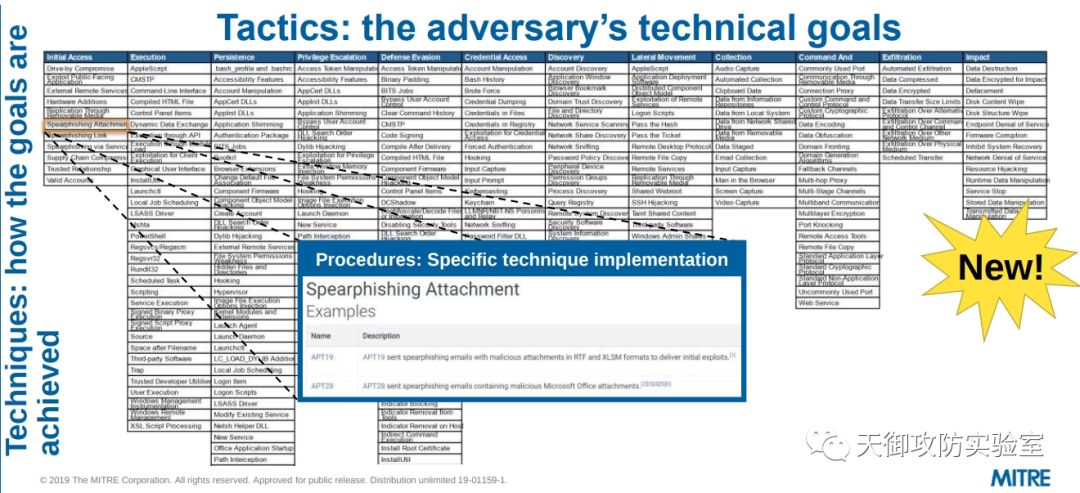 Tactics: the adversary's technical goals
Techniques: how the goals are
achieved
Initial Access
Drive-by Compromise
Exploit Public-Facing
Application
External Remote Services
Hardware Additions
Replication Through
Removable Media
Spearphishing Attachment
Spearphishing Link
Spearphishing via Service
Supply Chain Compromise
Trusted Relationship
Valid Accounts
Execution
AppleScript
CMSTP
Command-Line Interface
Compiled HTML File
Control Panel Items
Dynamic Data Exchange
Execution through API
Execution through Module
Load
Exploitation for Client
Execution
Graphical User Interface
InstallUtil
Launchctl
Local Job Scheduling
LSASS Driver
Mshta
PowerShell
Regsvcs/Regasm
Regsvr32
Rundll32
Scheduled Task
Scripting
Service Execution
Signed Binary Proxy
Execution
Signed Script Proxy
Execution
Source
Space after Filename
Third-party Software
Trap
Trusted Developer Utilities
User Execution
Windows Management
Instrumentation
Windows Remote
Management
XSL Script Processing
Persistence
.bash_profile and .bashrc
Accessibility Features
Account Manipulation
AppCert DLLs
AppInit DLLs
Application Shimming
Authentication Package
BITS Jobs
Bootkit
Browser Extensions
Change Default File
Association
Component Firmware
Component Object Model
Hijacking
Create Account
DLL Search Order
Hijacking
Dylib Hijacking
External Remote Services
File System Permissions
Weakness
Hidden Files and
Directories
Hooking
Hypervisor
Image File Execution
Options Injection
Kernel Modules and
Extensions
Launch Agent
Launch Daemon
Launchctl
LC_LOAD_DYLIB Addition
Local Job Scheduling
Login Item
Logon Scripts
LSASS Driver
Modify Existing Service
Netsh Helper DLL
New Service
Office Application Startup
Path Interception
Privilege Escalation
Access Token Manipulation
Accessibility Features
AppCert DLLs
AppInit DLLs
Application Shimming
Bypass User Account
Control
DLL Search Order
Hijacking
Dylib Hijacking
Exploitation for Privilege
Escalation
Extra Window Memory
Injection
File System Permissions
Weakness
Hooking
Image File Execution
Options Injection
Launch Daemon
New Service
Path Interception
Defense Evasion
Access Token Manipulation
Binary Padding
BITS Jobs
Bypass User Account
Control
Clear Command History
CMSTP
Code Signing
Compile After Delivery
Compiled HTML File
Component Firmware
Component Object Model
Hijacking
Control Panel Items
DCShadow
Deobfuscate/Decode Files
Disabling Security Tools
DLL Search Order
Hijacking
Indicator Blocking
Indicator Removal from
Tools
Indicator Removal on Host
Indirect Command
Execution
Install Root Certificate
InstallUtil
Credential Access
Account Manipulation
Bash History
Brute Force
Credential Dumping
Credentials in Files
Credentials in Registry
Exploitation for Credential
Access
Forced Authentication
Hooking
Input Capture
Input Prompt
Kerberoasting
Keychain
LLMNR/NBT-NS Poisoning
and Relay
Network Sniffing
Password Filter DLL
Discovery
Account Discovery
Application Window
Discovery
Browser Bookmark
Discovery
Domain Trust Discovery
File and Directory
Discovery
Network Service Scanning
Network Share Discovery
Network Sniffing
Password Policy Discovery
Peripheral Device
Discovery
Permission Groups
Discovery
Process Discovery
Query Registry
Remote System Discovery
Security Software
Discovery
System Information
Discovery
Lateral Movement
AppleScript
Application Deployment
Software
Distributed Component
Object Model
Exploitation of Remote
Services
Logon Scripts
Pass the Hash
Pass the Ticket
Remote Desktop Protocol
Remote File Copy
Remote Services
Replication Through
Removable Media
Shared Webroot
SSH Hijacking
Taint Shared Content
Third-party Software
Windows Admin Shares
Collection
Audio Capture
Automated Collection
Clipboard Data
Data from Information
Repositories
Data from Local System
Data from Network Shared
Drive
Data from Removable
Media
Data Staged
Email Collection
Input Capture
Man in the Browser
Screen Capture
Video Capture
Command And
Commonly Used Port
Communication Through
Removable Media
Connection Proxy
Custom Command and
Control Protocol
Custom Cryptographic
Protocol
Data Encoding
Data Obfuscation
Domain Fronting
Domain Generation
Algorithms
Fallback Channels
Multi-hop Proxy
Multi-Stage Channels
Multiband Communication
Multilayer Encryption
Port Knocking
Remote Access Tools
Remote File Copy
Standard Application Layer
Protocol
Standard Cryptographic
Protocol
Standard Non-Application
Layer Protocol
Uncommonly Used Port
Web Service
Exfiltration
Automated Exfiltration
Data Compressed
Data Encrypted
Data Transfer Size Limits
Exfiltration Over Alternative
Protocol
Exfiltration Over Command
and Control Channel
Exfiltration Over Other
Network Medium
Exfiltration Over Physical
Medium
Scheduled Transfer
Impact
Data Destruction
Data Encrypted for Impact
Defacement
Disk Content Wipe
Disk Structure Wipe
Endpoint Denial of Service
Firmware Corruption
Inhibit System Recovery
Network Denial of Service
Resource Hijacking
Runtime Data Manipulation
Service Stop
Stored Data Manipulation
Transmitted Data
Manipulation
Procedures: Specific technique implementation
Spearphishing Attachment
Examples
Name Description
APT19 APT19 sent spearphishing emails with malicious attachments in RTF and XLSM formats to deliver initial exploits.[1]
APT28 APT28 sent spearphishing emails containing malicious Microsoft Office attachments.
New!
天御攻防实验室
© 2019 The MITRE Corporation. All rights reserved. Approved for public release. Distribution unlimited 19-01159-1.
MITRE